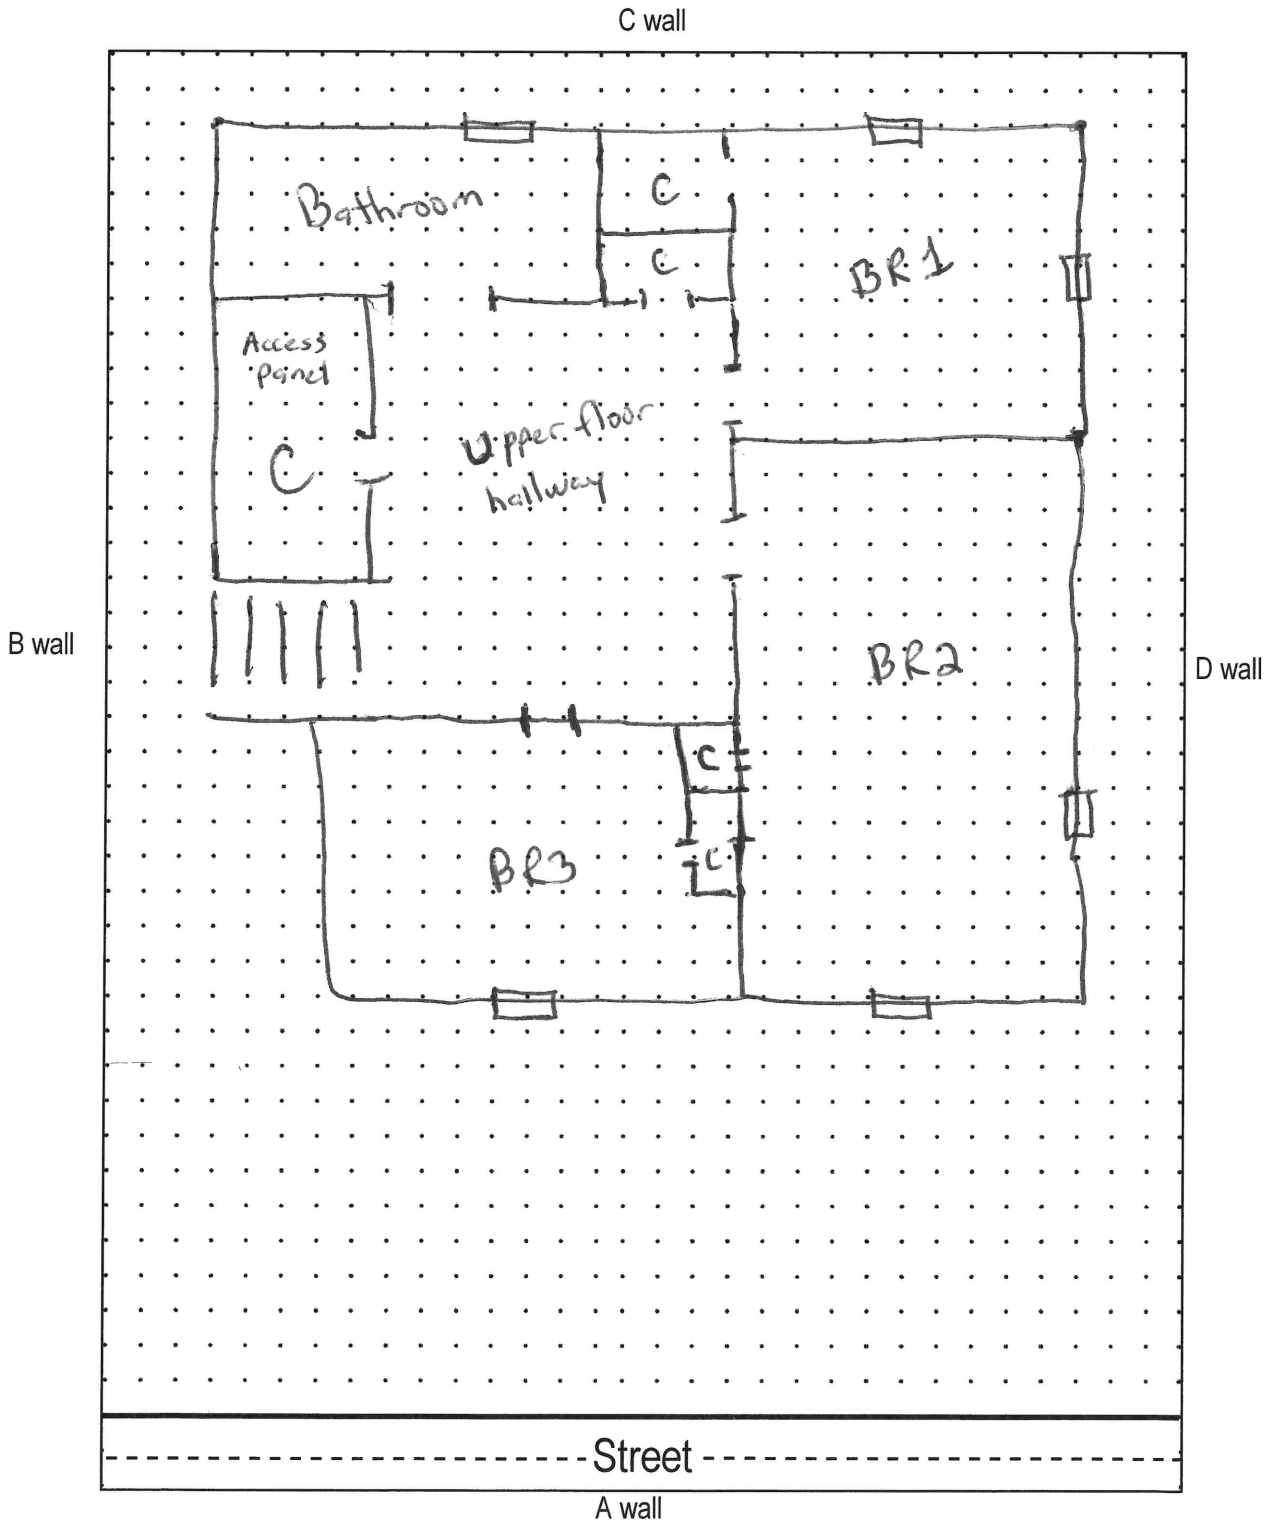 C wall
Bathroom
C
C
BR1
Access
Panel
C
Upper floor
hallway
B wall
BR2
D wall
C
BR3
C
Street
A wall